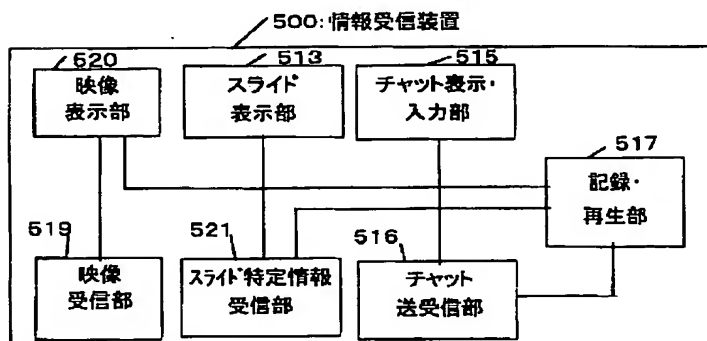 500:情報受信装置
620
映像
表示部
513
スライド
表示部
515
チャット表示・
入力部
517
記録・
再生部
619
映像
受信部
521
スライド特定情報
受信部
516
チャット
送受信部